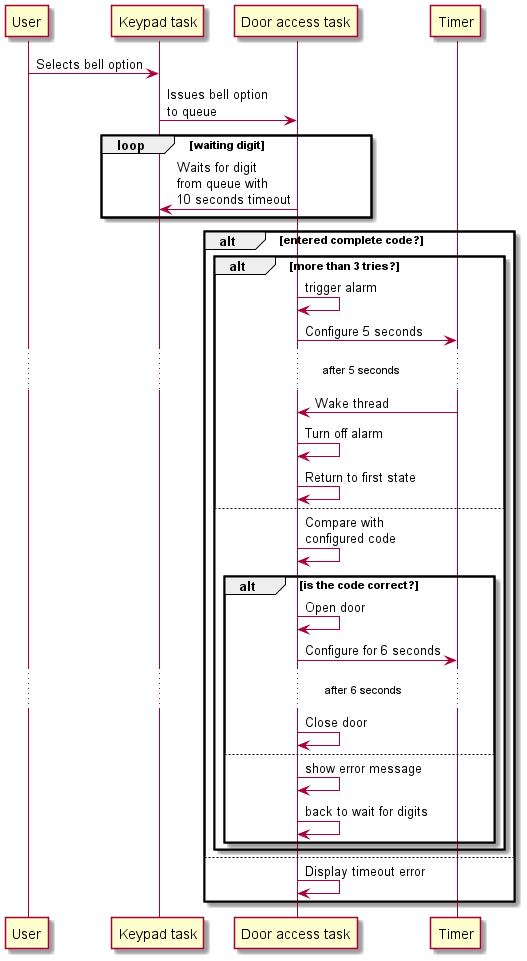 User Keypad task Door access task Timer
Selects bell option
Issues bell option
to queue
loop [waiting digit]
Waits for digit
from queue with
10 seconds timeout
alt [entered complete code?]
alt [more than 3 tries?]
trigger alarm
Configure 5 seconds
after 5 seconds
Wake thread
Turn off alarm
Return to first state
Compare with
configured code
alt [is the code correct?]
Open door
Configure for 6 seconds
after 6 seconds
Close door
show error message
back to wait for digits
Display timeout error
User Keypad task Door access task Timer